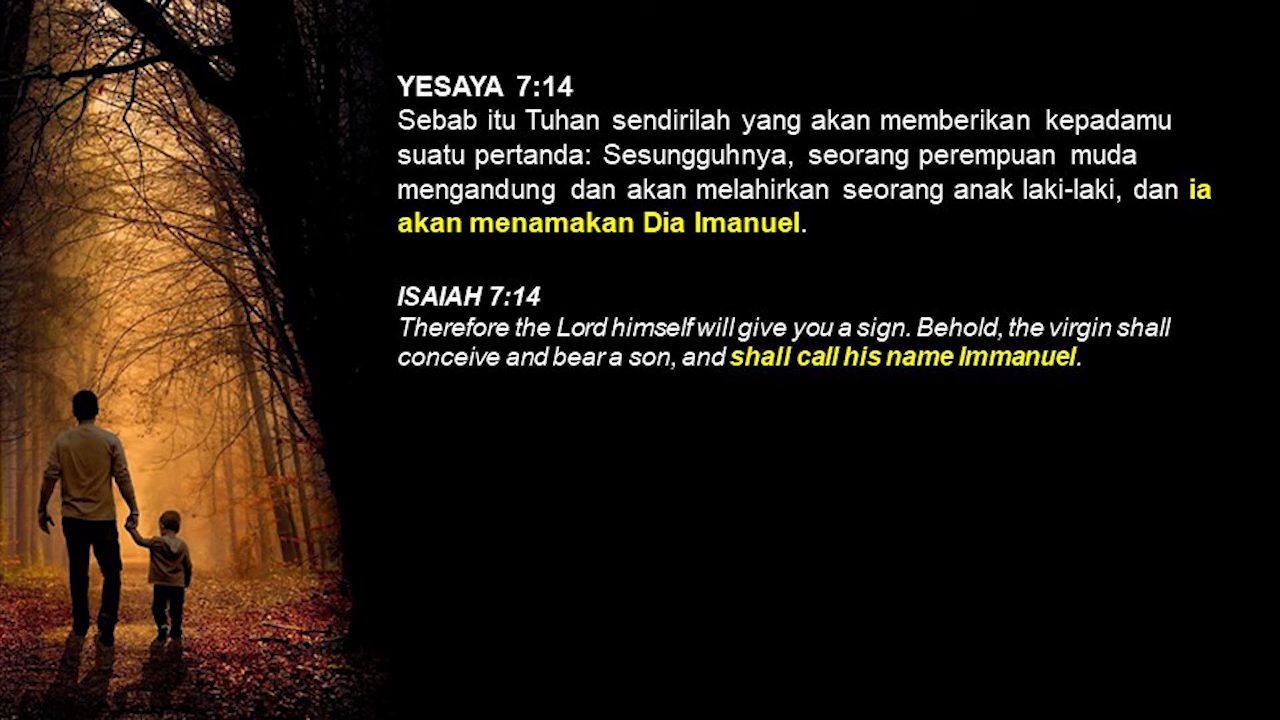 YESAYA 7:14
Sebab itu Tuhan sendirilah yang akan memberikan kepadamu
suatu pertanda: Sesungguhnya, seorang perempuan muda
mengandung dan akan melahirkan seorang anak laki-laki, dan ia
akan menamakan Dia Imanuel.
ISAIAH 7:14
Therefore the Lord himself will give you a sign. Behold, the virgin shall
conceive and bear a son, and shall call his name Immanuel.